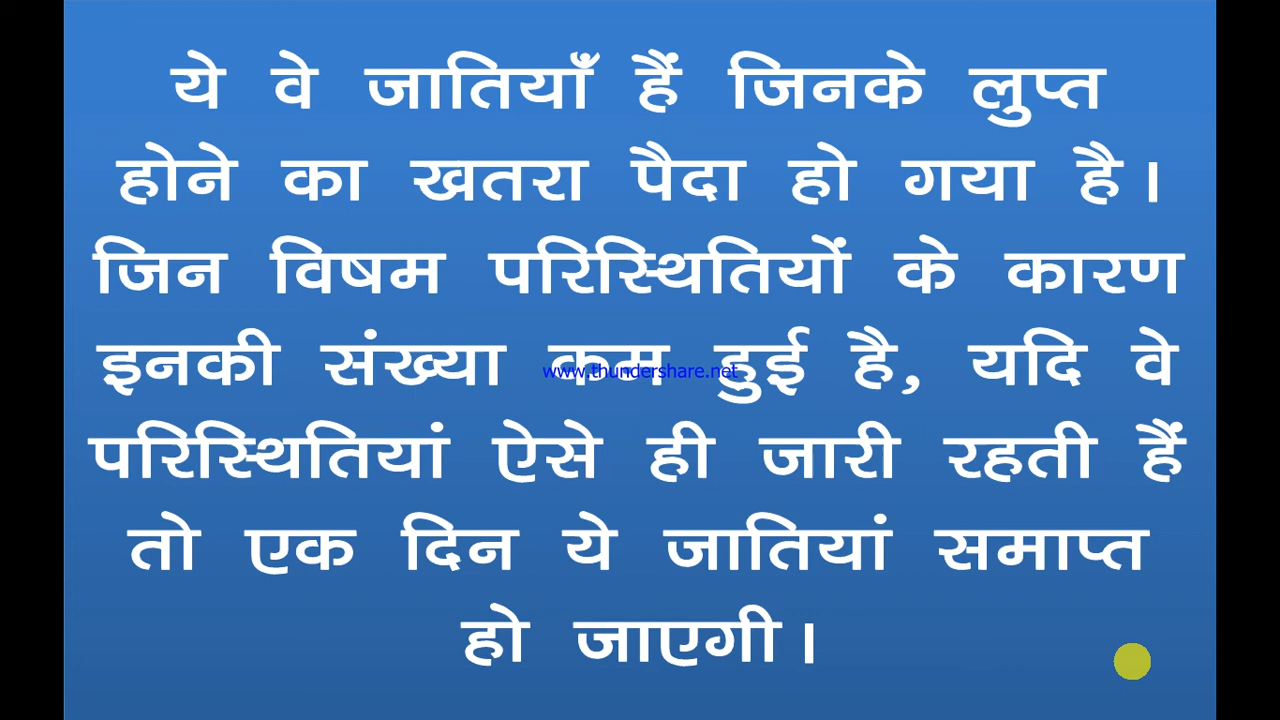 ये वे जातियाँ हैं जिनके लुप्त
होने का खतरा पैदा हो गया है।
जिन विषम परिस्थितियों के कारण
इनकी संख्या कम हुई है, यदि वे
www.thundershare.net
परिस्थितियां ऐसे ही जारी रहती हैं
तो एक दिन ये जातियां समाप्त
हो जाएगी।